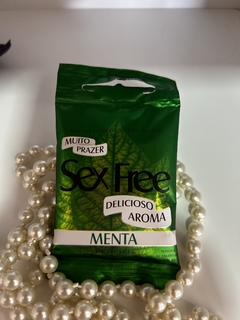 MUITO
PRAZER
Sex Free
DELICIOSO
AROMA
MENTA